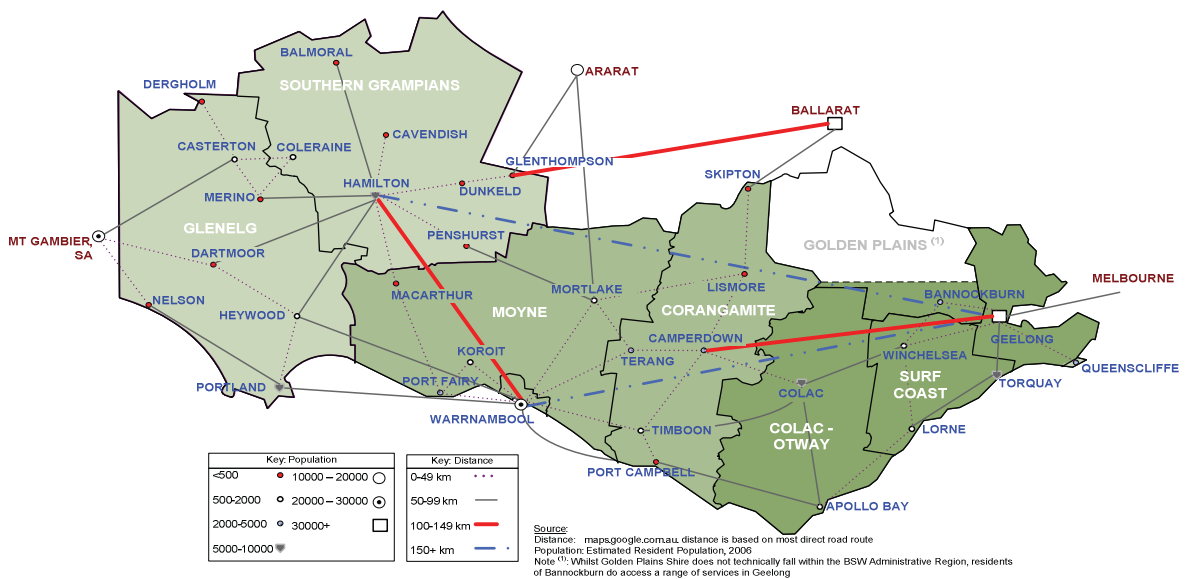 BALMORAL
SOUTHERN GRAMPIANS
DERGHOLM
ARARAT
BALLARAT
CAVENDISH
CASTERTON
COLERAINE
GLENTHOMPSON
SKIPTON
HAMILTON
DUNKELD
MERINO
GLENELG
PENSHURST
MT GAMBIER,
SA
GOLDEN PLAINS (1)
DARTMOOR
MELBOURNE
NELSON
MACARTHUR
MORTLAKE
LISMORE
BANNOCKBURN
HEYWOOD
MOYNE
CORANGAMITE
CAMPERDOWN
GEELONG
KOROIT
TERANG
WINCHELSEA
QUEENSCLIFFE
PORTLAND
PORT FAIRY
SURF
COAST
TORQUAY
COLAC
WARRNAMBOOL
TIMBOON
COLAC -
OTWAY
LORNE
PORT CAMPBELL
APOLLO BAY
Key: Population
<500
10000 – 20000
500-2000
20000 – 30000
2000-5000
30000+
5000-10000
Key: Distance
0-49 km
50-99 km
100-149 km
150+ km
Source:
Distance: maps.google.com.au. distance is based on most direct road route
Population: Estimated Resident Population, 2006
Note (1): Whilst Golden Plains Shire does not technically fall within the BSW Administrative Region, residents
of Bannockburn do access a range of services in Geelong